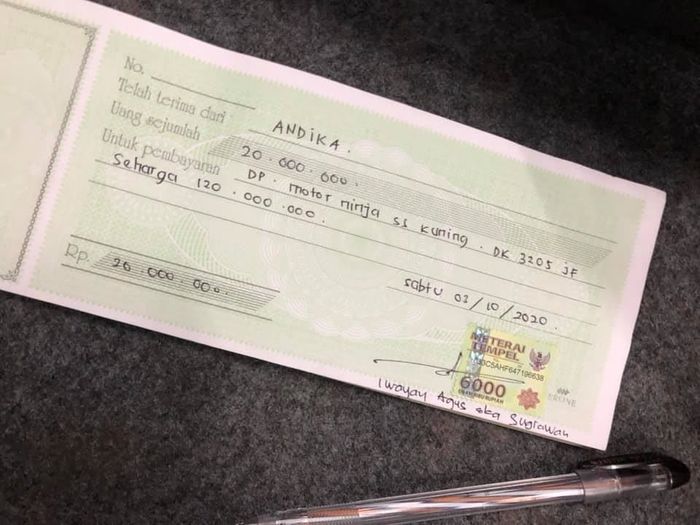 No.
Telah terima dari ANDIKA.
Uang sejumlah 20.000.000.
Untuk pembayaran DP. motor ninja ss kuning. DK 3205 JF
Seharga 120.000.000.
Rp. 20.000.000.
sabtu 03/10/2020.
METERAI
TEMPEL
6000
ENAM RIBU RUPIAH
I wayan Agus eka Sugrawan